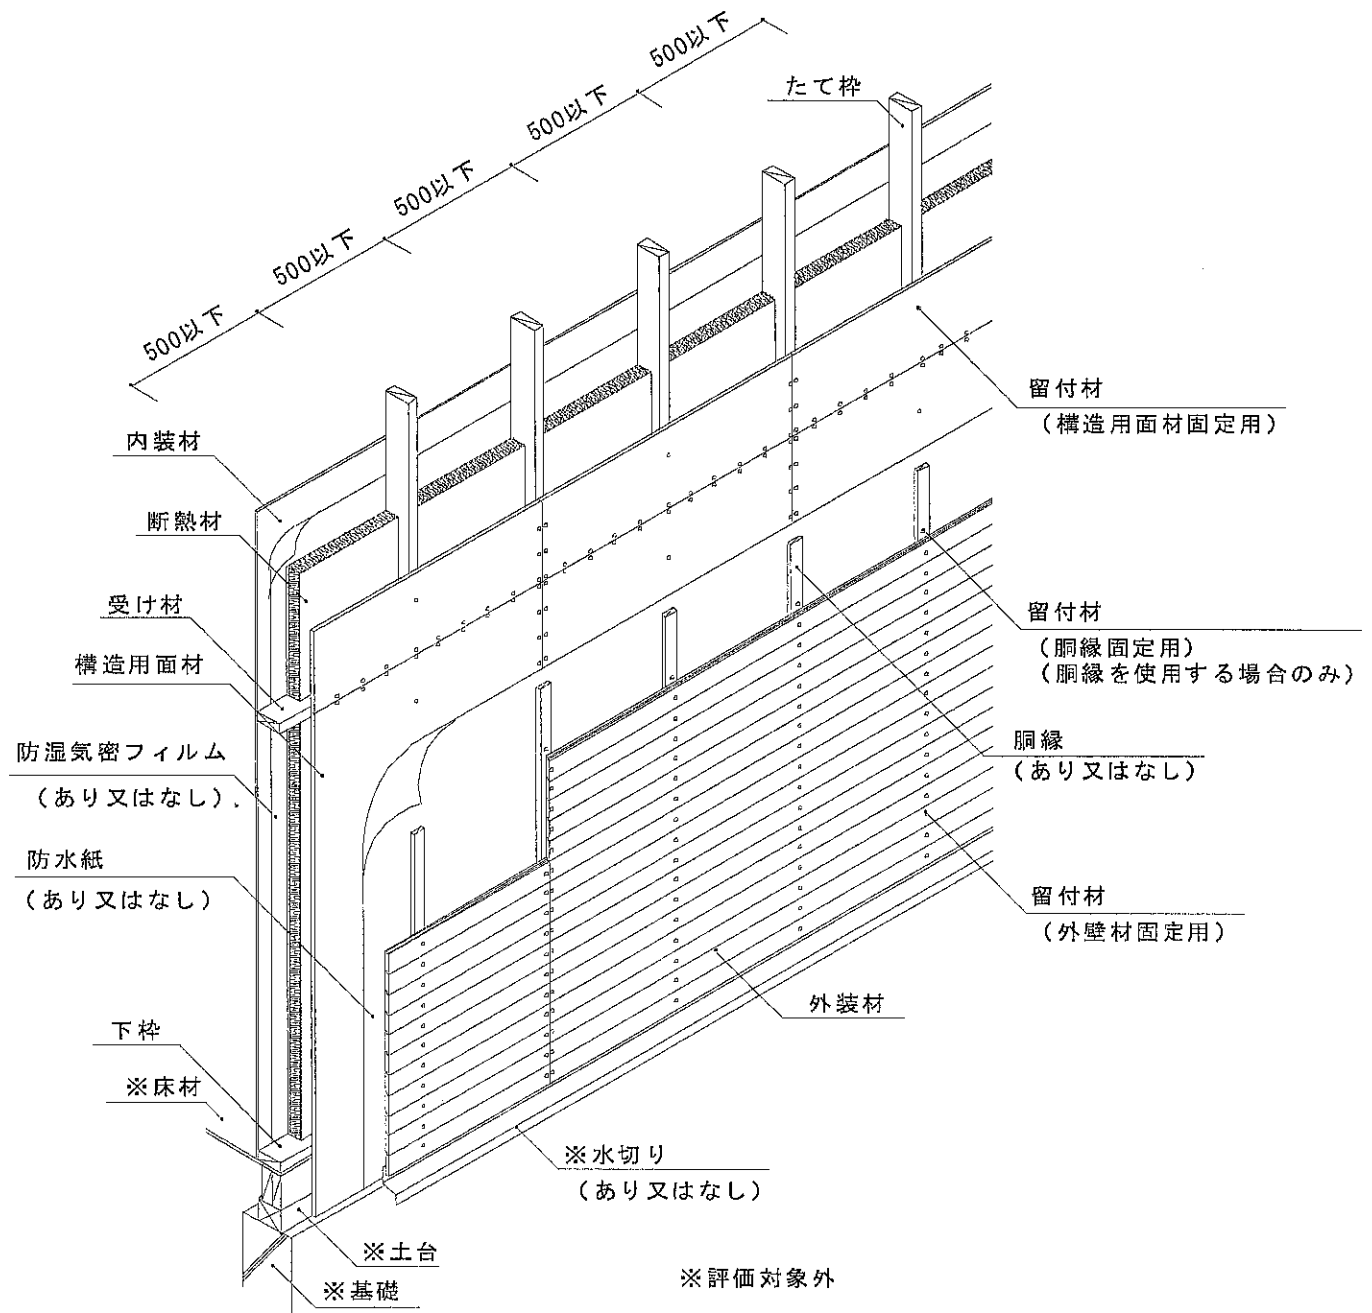 500以下
500以下
500以下
500以下
500以下
たて枠
内装材
断熱材
受け材
構造用面材
防湿気密フィルム
（あり又はなし）
防水紙
（あり又はなし）
下枠
※床材
留付材
（構造用面材固定用）
留付材
（胴縁固定用）
（胴縁を使用する場合のみ）
胴縁
（あり又はなし）
留付材
（外壁材固定用）
外装材
※水切り
（あり又はなし）
※土台
※基礎
※評価対象外